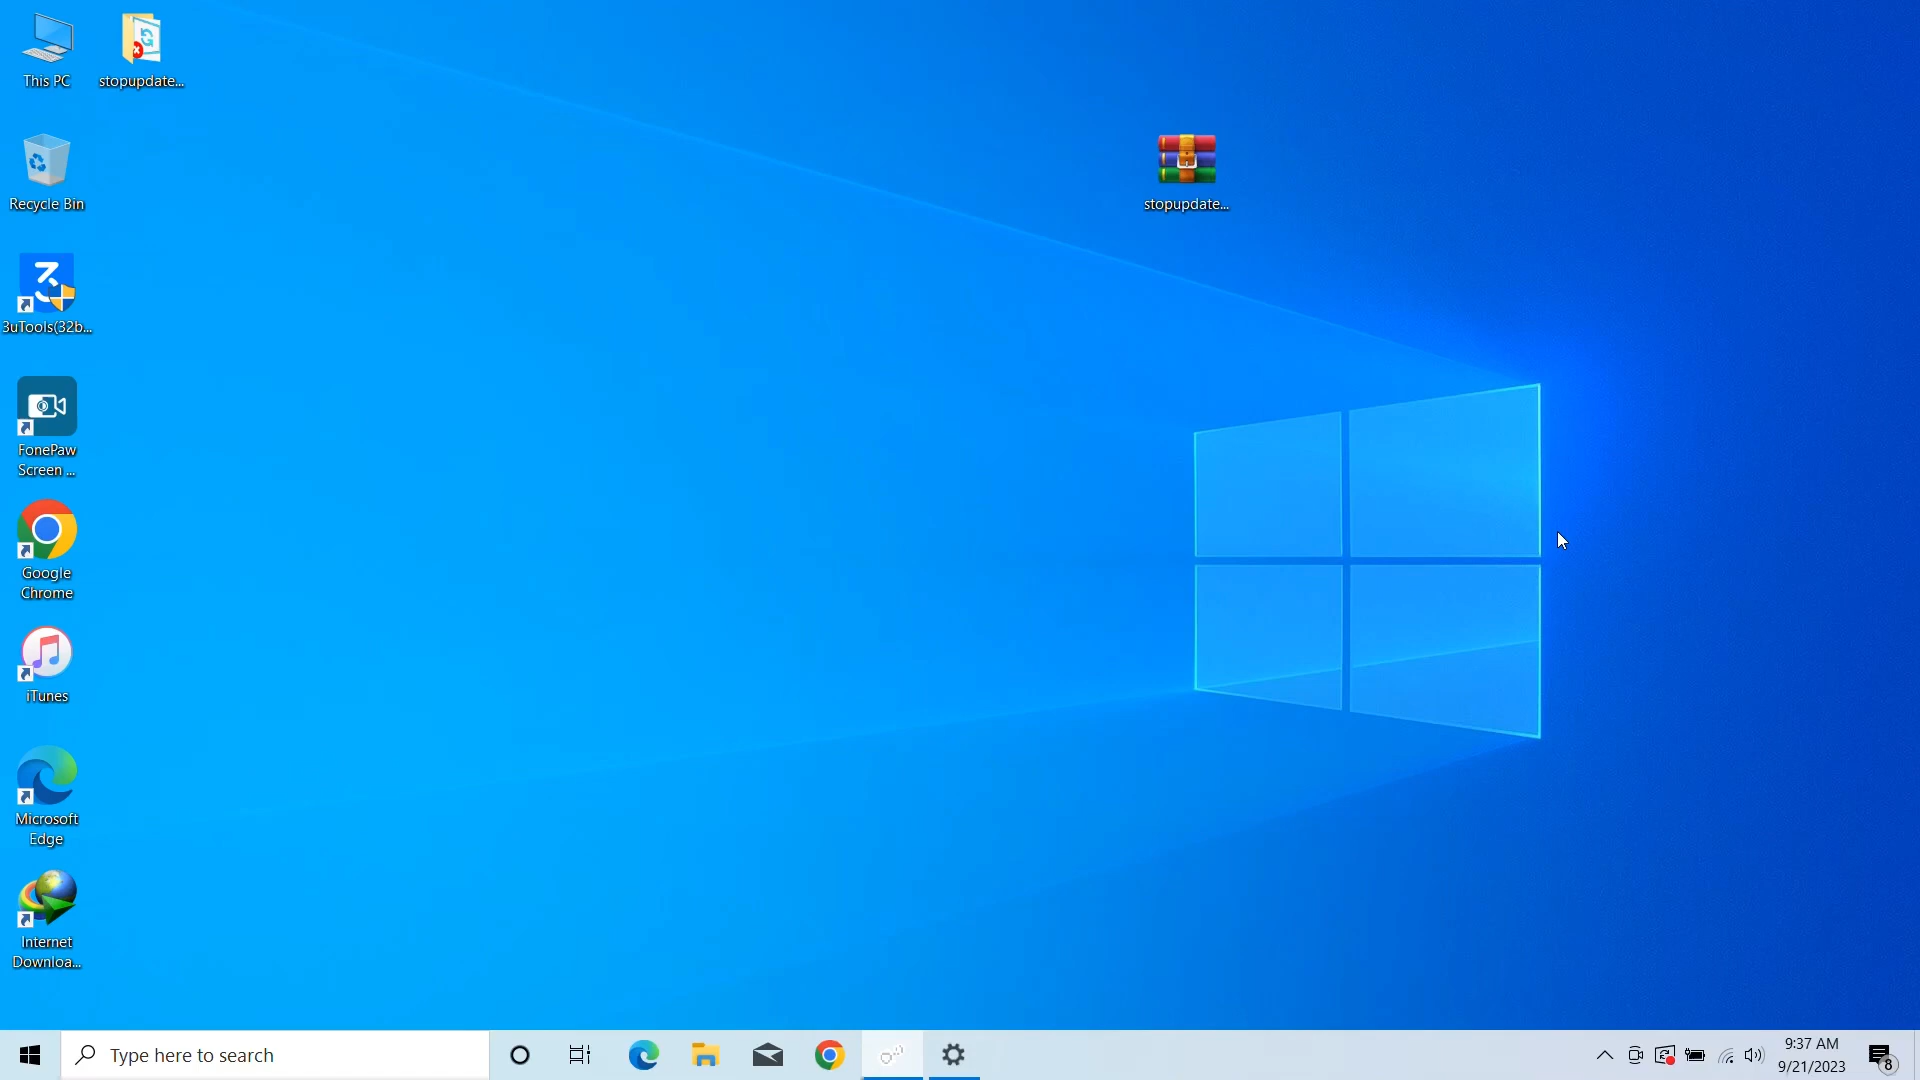 This PC
stopupdate...
Recycle Bin
stopupdate...
3uTools(32b...
FonePaw
Screen ...
Google
Chrome
iTunes
Microsoft
Edge
Internet
Downloa...
Type here to search
9:37 AM
9/21/2023
8